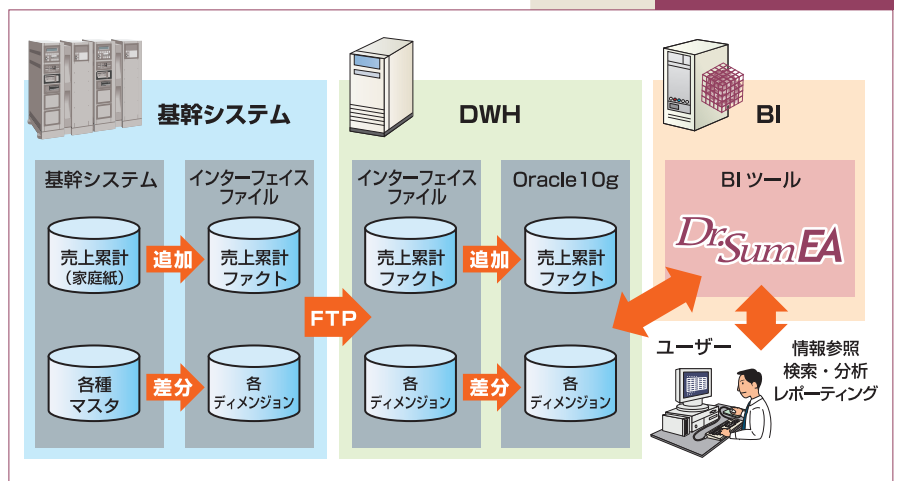 基幹システム
DWH
BI
基幹システム
インターフェイス
ファイル
売上累計
(家庭紙)
追加
売上累計
ファクト
各種
マスタ
差分
各
ディメンジョン
FTP
インターフェイス
ファイル
Oracle10g
売上累計
ファクト
追加
売上累計
ファクト
各
ディメンジョン
差分
各
ディメンジョン
BIツール
Dr.Sum EA
ユーザー
情報参照
検索・分析
レポーティング